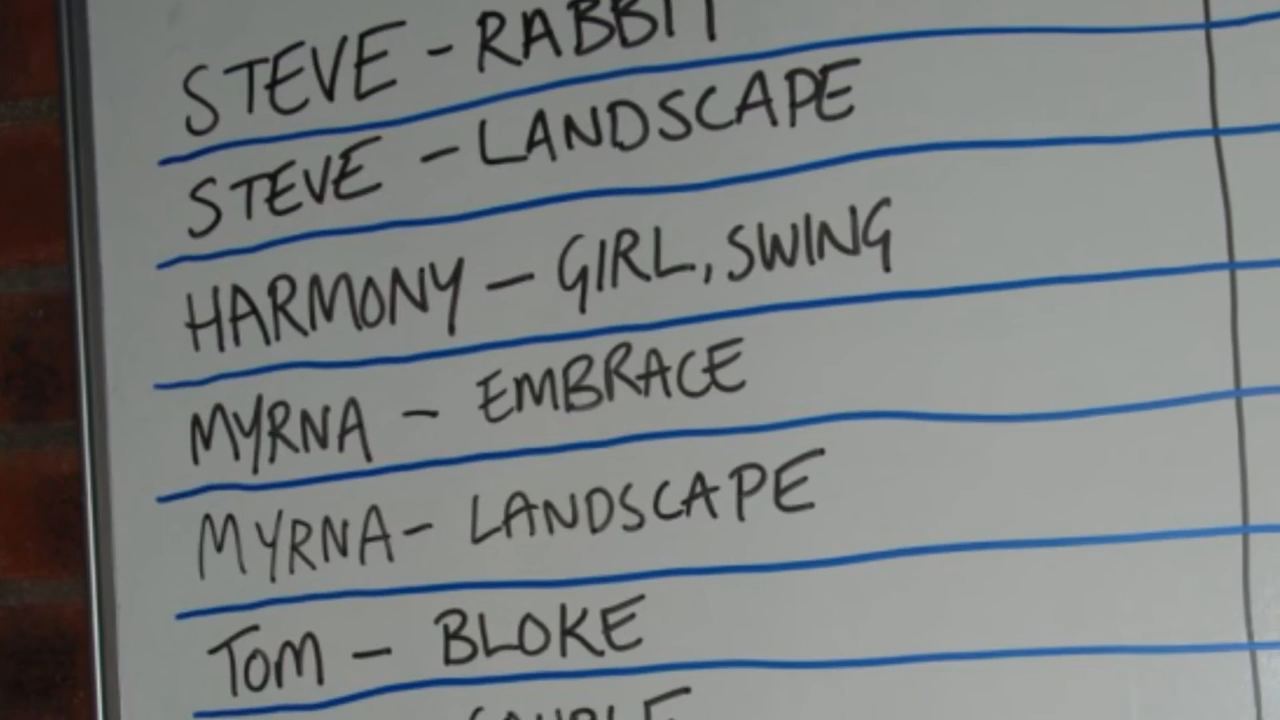 STEVE - RABBIT
STEVE - LANDSCAPE
HARMONY - GIRL, SWING
MYRNA - EMBRACE
MYRNA - LANDSCAPE
TOM - BLOKE